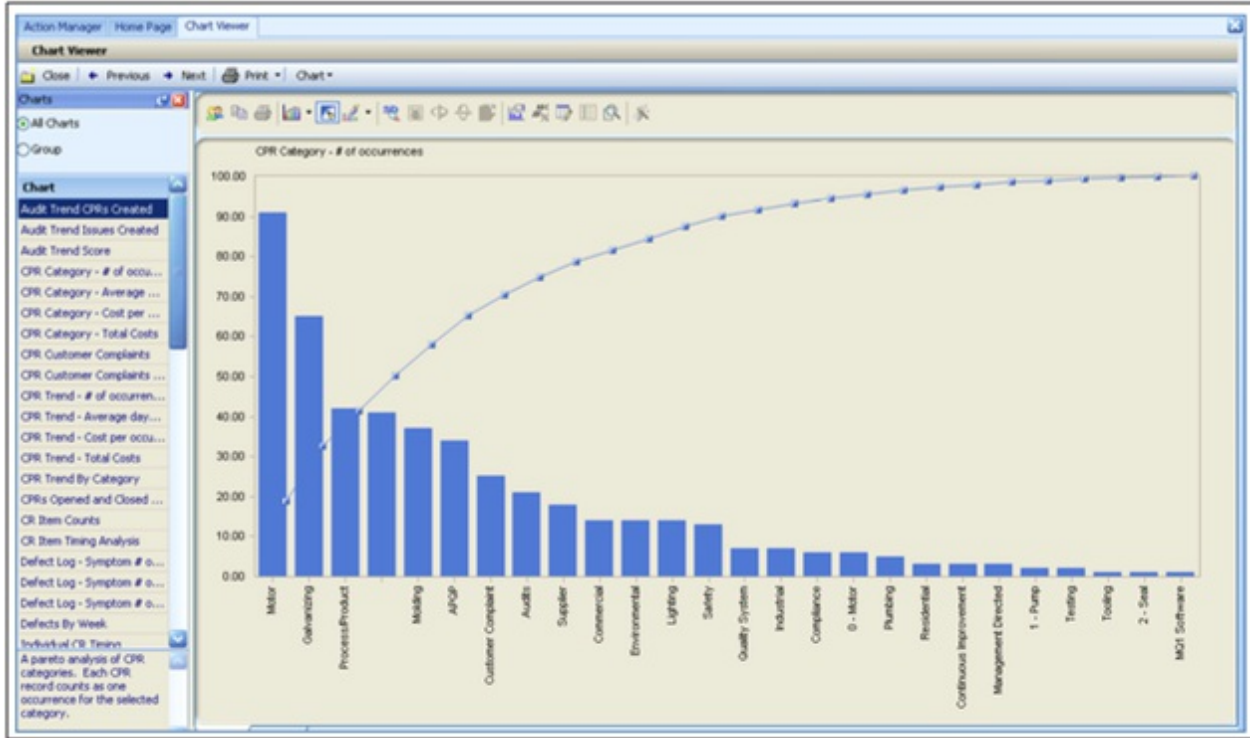 Action Manager Home Page Chart Viewer
Chart Viewer
Close Previous Next Print Chart
Charts
All Charts
Group
Chart
Audit Trend CPRs Created
Audit Trend Issues Created
Audit Trend Score
CPR Category - # of occu...
CPR Category - Average ...
CPR Category - Cost per ...
CPR Category - Total Costs
CPR Customer Complaints
CPR Customer Complaints ...
CPR Trend - # of occurren...
CPR Trend - Average day...
CPR Trend - Cost per occu...
CPR Trend - Total Costs
CPR Trend By Category
CPRs Opened and Closed ...
CR Item Counts
CR Item Timing Analysis
Defect Log - Symptom # o...
Defect Log - Symptom # o...
Defect Log - Symptom # o...
Defects By Week
Individual CR Timing
A pareto analysis of CPR
categories. Each CPR
record counts as one
occurrence for the selected
category.
CPR Category - # of occurrences
100.00
90.00
80.00
70.00
60.00
50.00
40.00
30.00
20.00
10.00
0.00
Motor
Galvanizing
Process/Product
Molding
APQP
Customer Complaint
Audits
Supplier
Commercial
Environmental
Lighting
Safety
Quality System
Industrial
Compliance
0 - Motor
Plumbing
Residential
Continuous Improvement
Management Directed
1 - Pump
Testing
Tooling
2 - Seal
MQ1 Software